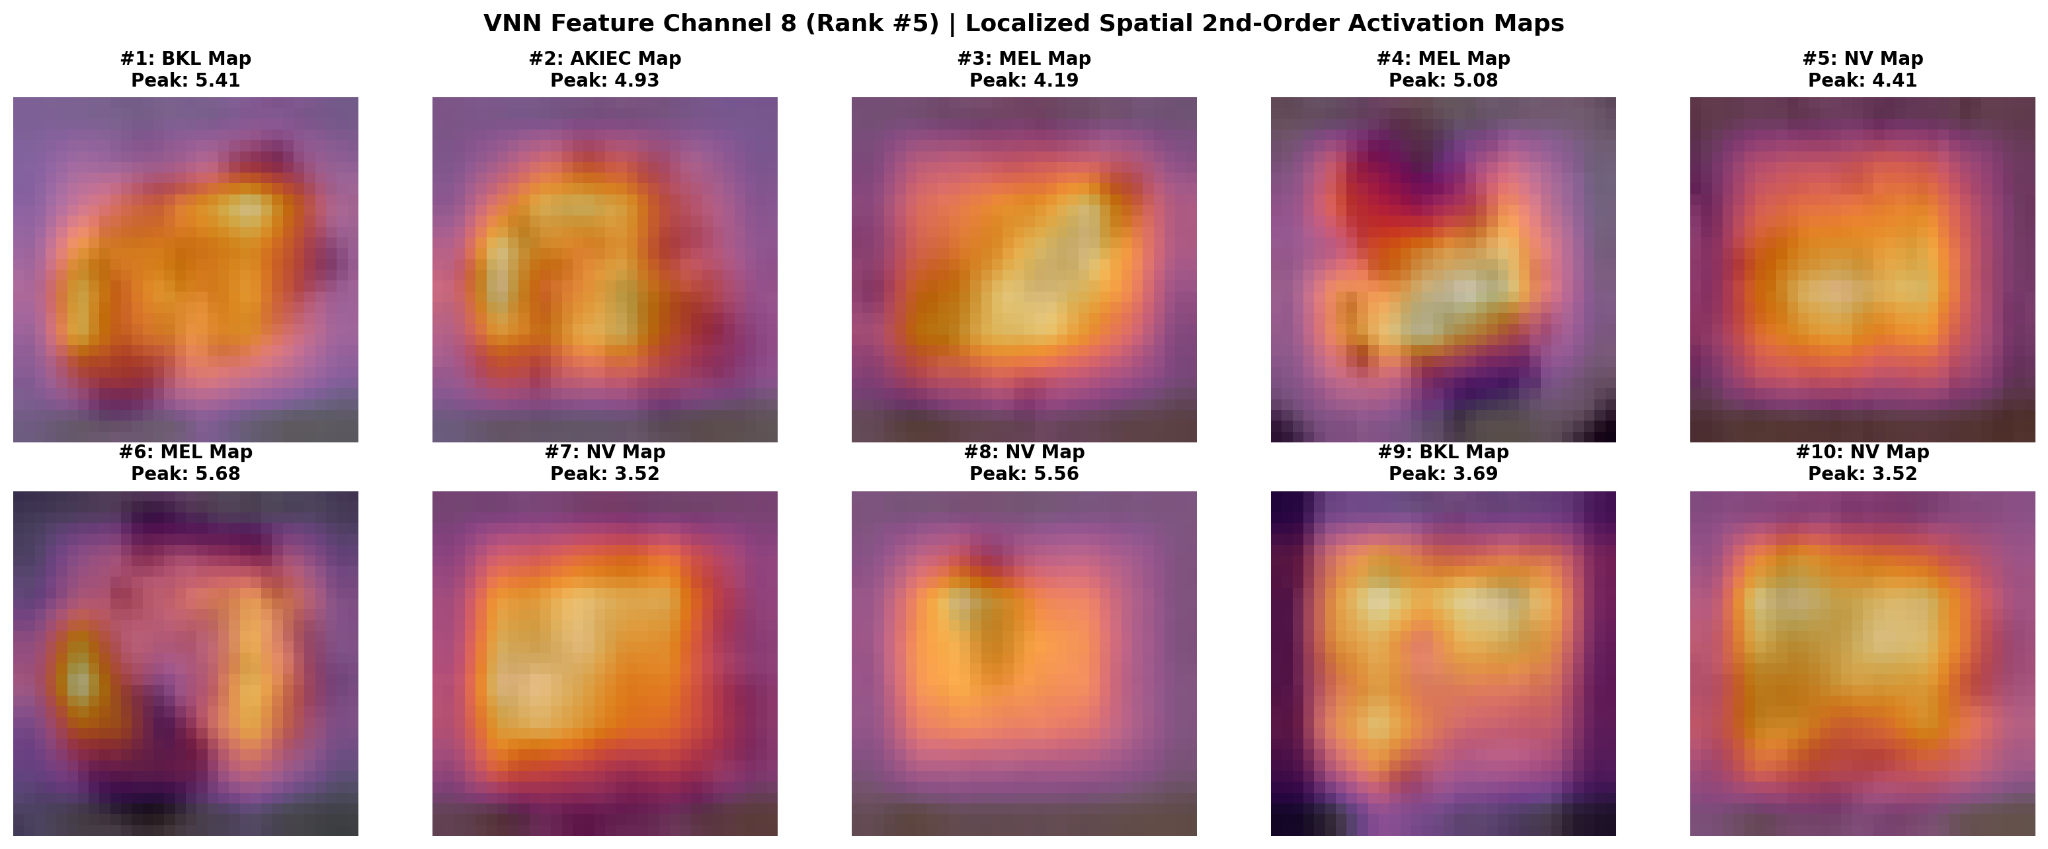 VNN Feature Channel 8 (Rank #5) | Localized Spatial 2nd-Order Activation Maps
#1: BKL Map
Peak: 5.41
#2: AKIEC Map
Peak: 4.93
#3: MEL Map
Peak: 4.19
#4: MEL Map
Peak: 5.08
#5: NV Map
Peak: 4.41
#6: MEL Map
Peak: 5.68
#7: NV Map
Peak: 3.52
#8: NV Map
Peak: 5.56
#9: BKL Map
Peak: 3.69
#10: NV Map
Peak: 3.52